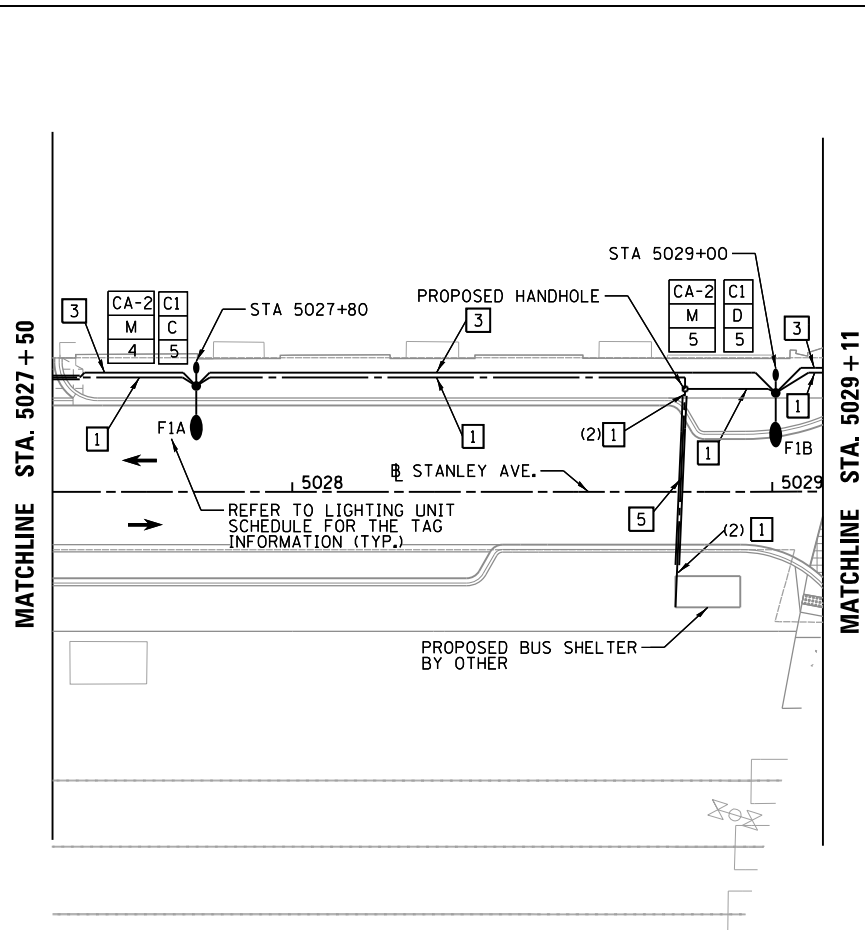 STA 5029+00
PROPOSED HANDHOLE
CA-2 C1
M D
5 5
3
CA-2 C1
M C
4 5
3
STA 5027+80
3
1
F1A
1
(2) 1
1
1
F1B
℄ STANLEY AVE.
5028
5029
REFER TO LIGHTING UNIT
SCHEDULE FOR THE TAG
INFORMATION (TYP.)
5
(2) 1
PROPOSED BUS SHELTER
BY OTHER
MATCHLINE STA. 5027+50
MATCHLINE STA. 5029+11